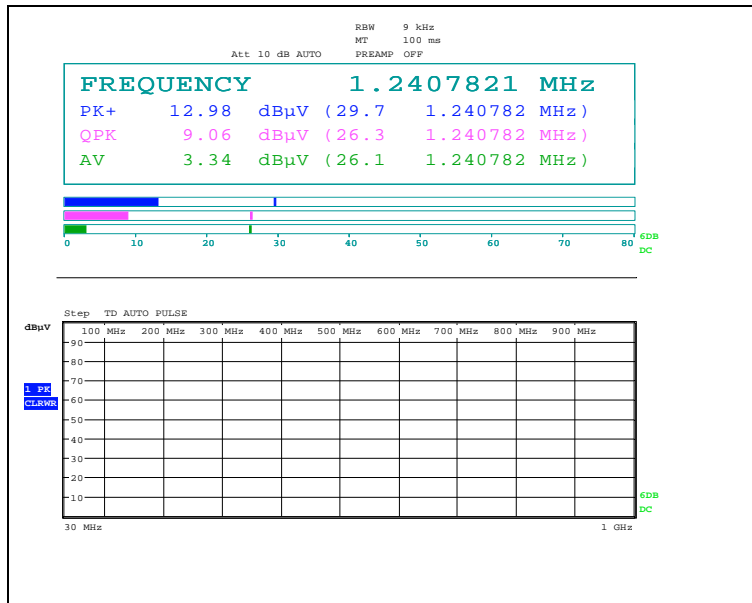 RBW 9 kHz
MT 100 ms
Att 10 dB AUTO PREAMP OFF
FREQUENCY 1.2407821 MHz
PK+ 12.98 dBµV (29.7 1.240782 MHz)
QPK 9.06 dBµV (26.3 1.240782 MHz)
AV 3.34 dBµV (26.1 1.240782 MHz)
0 10 20 30 40 50 60 70 80
6DB
DC
Step TD AUTO PULSE
dBµV
100 MHz 200 MHz 300 MHz 400 MHz 500 MHz 600 MHz 700 MHz 800 MHz 900 MHz
90
80
70
1 PK
CLRWR
60
50
40
30
20
10
6DB
DC
30 MHz 1 GHz